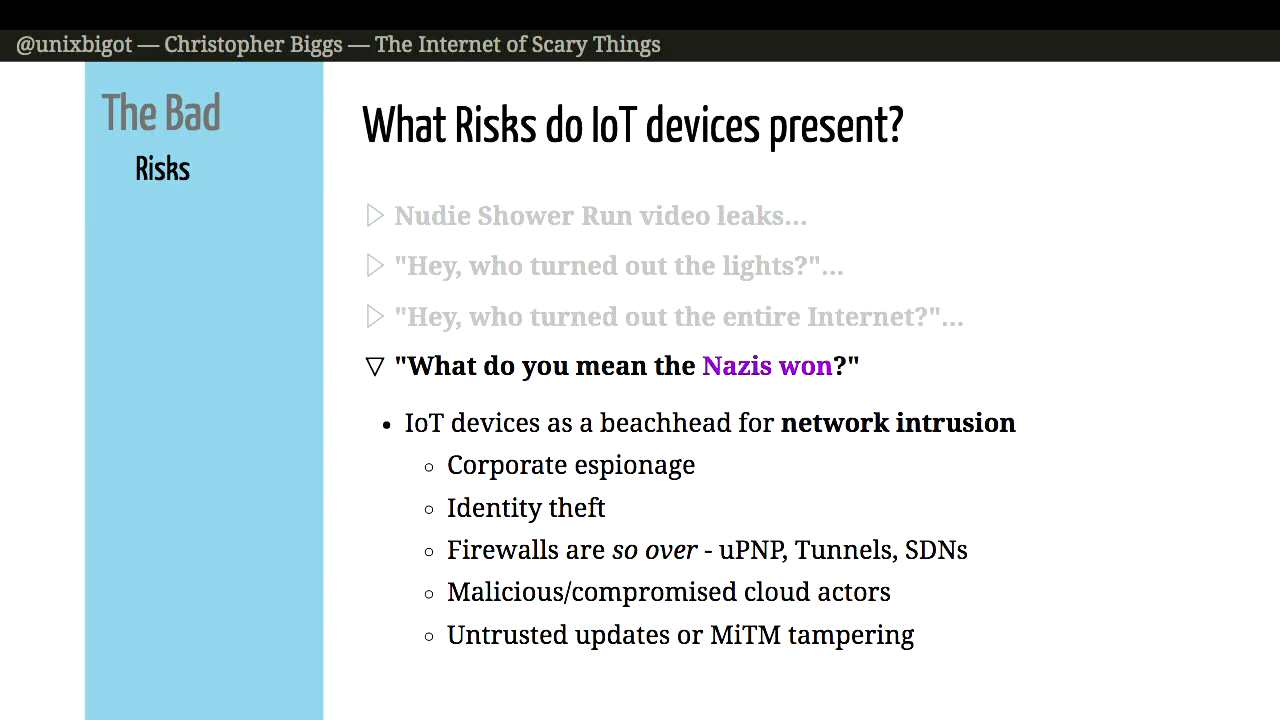 @unixbigot — Christopher Biggs — The Internet of Scary Things
The Bad
Risks
What Risks do IoT devices present?
▷ Nudie Shower Run video leaks...
▷ "Hey, who turned out the lights?"...
▷ "Hey, who turned out the entire Internet?"...
▽ "What do you mean the Nazis won?"
• IoT devices as a beachhead for network intrusion
◦ Corporate espionage
◦ Identity theft
◦ Firewalls are so over - uPNP, Tunnels, SDNs
◦ Malicious/compromised cloud actors
◦ Untrusted updates or MiTM tampering